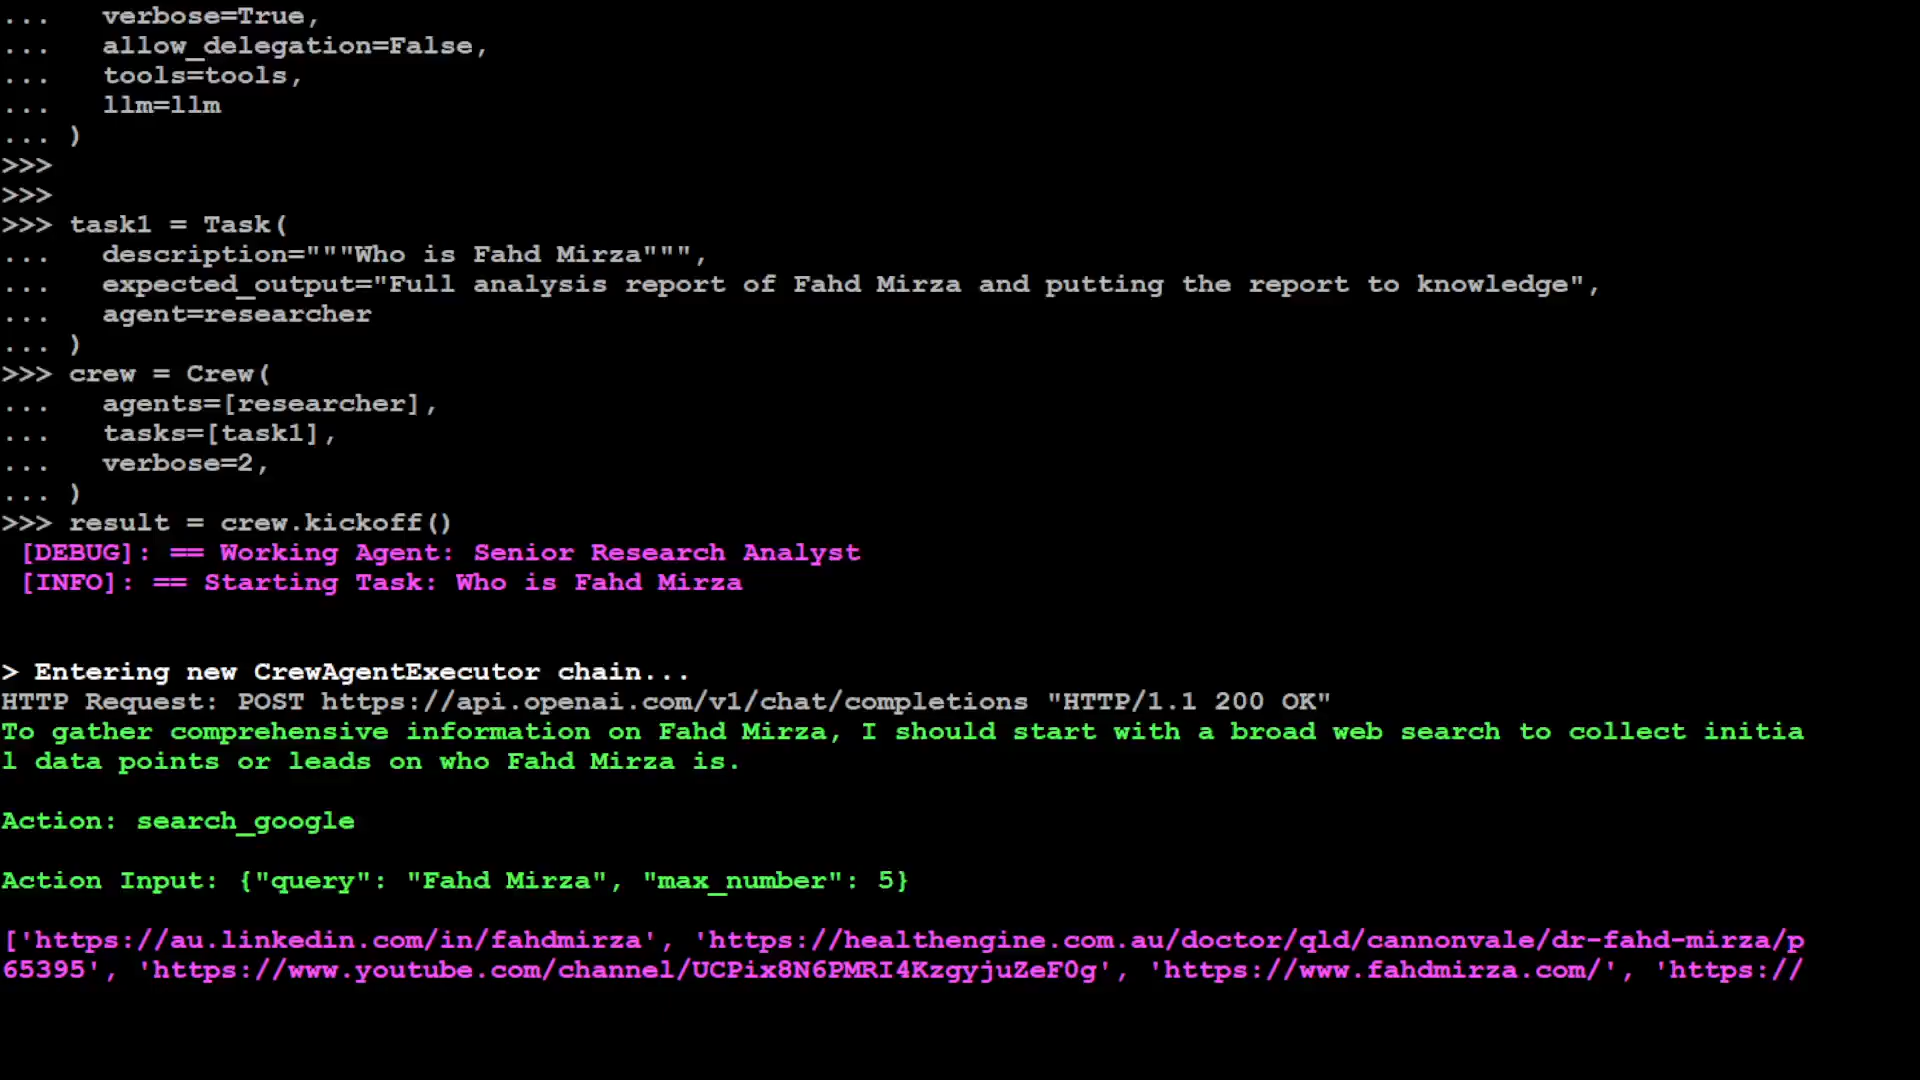 ...   verbose=True,
...   allow_delegation=False,
...   tools=tools,
...   llm=llm
... )
>>>
>>>
>>> task1 = Task(
...   description="""Who is Fahd Mirza""",
...   expected_output="Full analysis report of Fahd Mirza and putting the report to knowledge",
...   agent=researcher
... )
>>> crew = Crew(
...   agents=[researcher],
...   tasks=[task1],
...   verbose=2,
... )
>>> result = crew.kickoff()
[DEBUG]: == Working Agent: Senior Research Analyst
[INFO]: == Starting Task: Who is Fahd Mirza
> Entering new CrewAgentExecutor chain...
HTTP Request: POST https://api.openai.com/v1/chat/completions "HTTP/1.1 200 OK"
To gather comprehensive information on Fahd Mirza, I should start with a broad web search to collect initia
l data points or leads on who Fahd Mirza is.
Action: search_google
Action Input: {"query": "Fahd Mirza", "max_number": 5}
['https://au.linkedin.com/in/fahdmirza', 'https://healthengine.com.au/doctor/qld/cannonvale/dr-fahd-mirza/p
65395', 'https://www.youtube.com/channel/UCPix8N6PMRI4KzgyjuZeF0g', 'https://www.fahdmirza.com/', 'https://